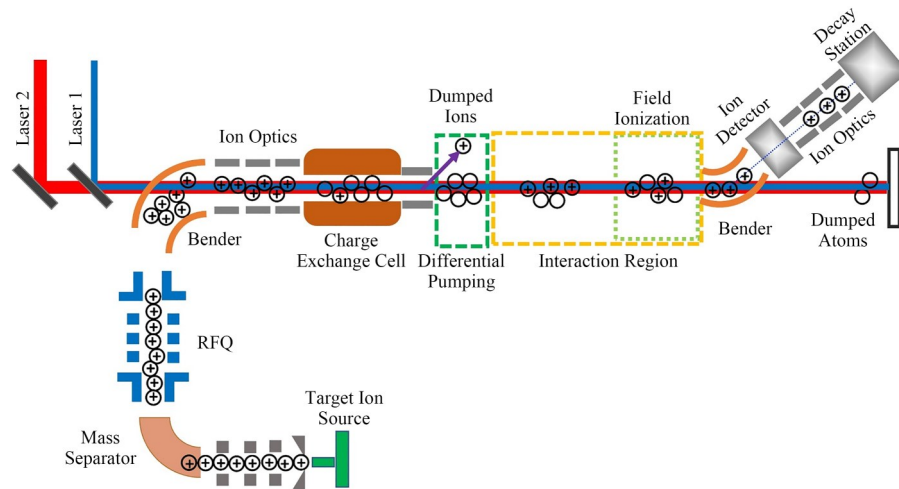 Laser 2
Laser 1
Ion Optics
Bender
Charge
Exchange Cell
Dumped
Ions
Differential
Pumping
Field
Ionization
Interaction Region
Ion
Detector
Decay
Station
Ion Optics
Bender
Dumped
Atoms
RFQ
Mass
Separator
Target Ion
Source